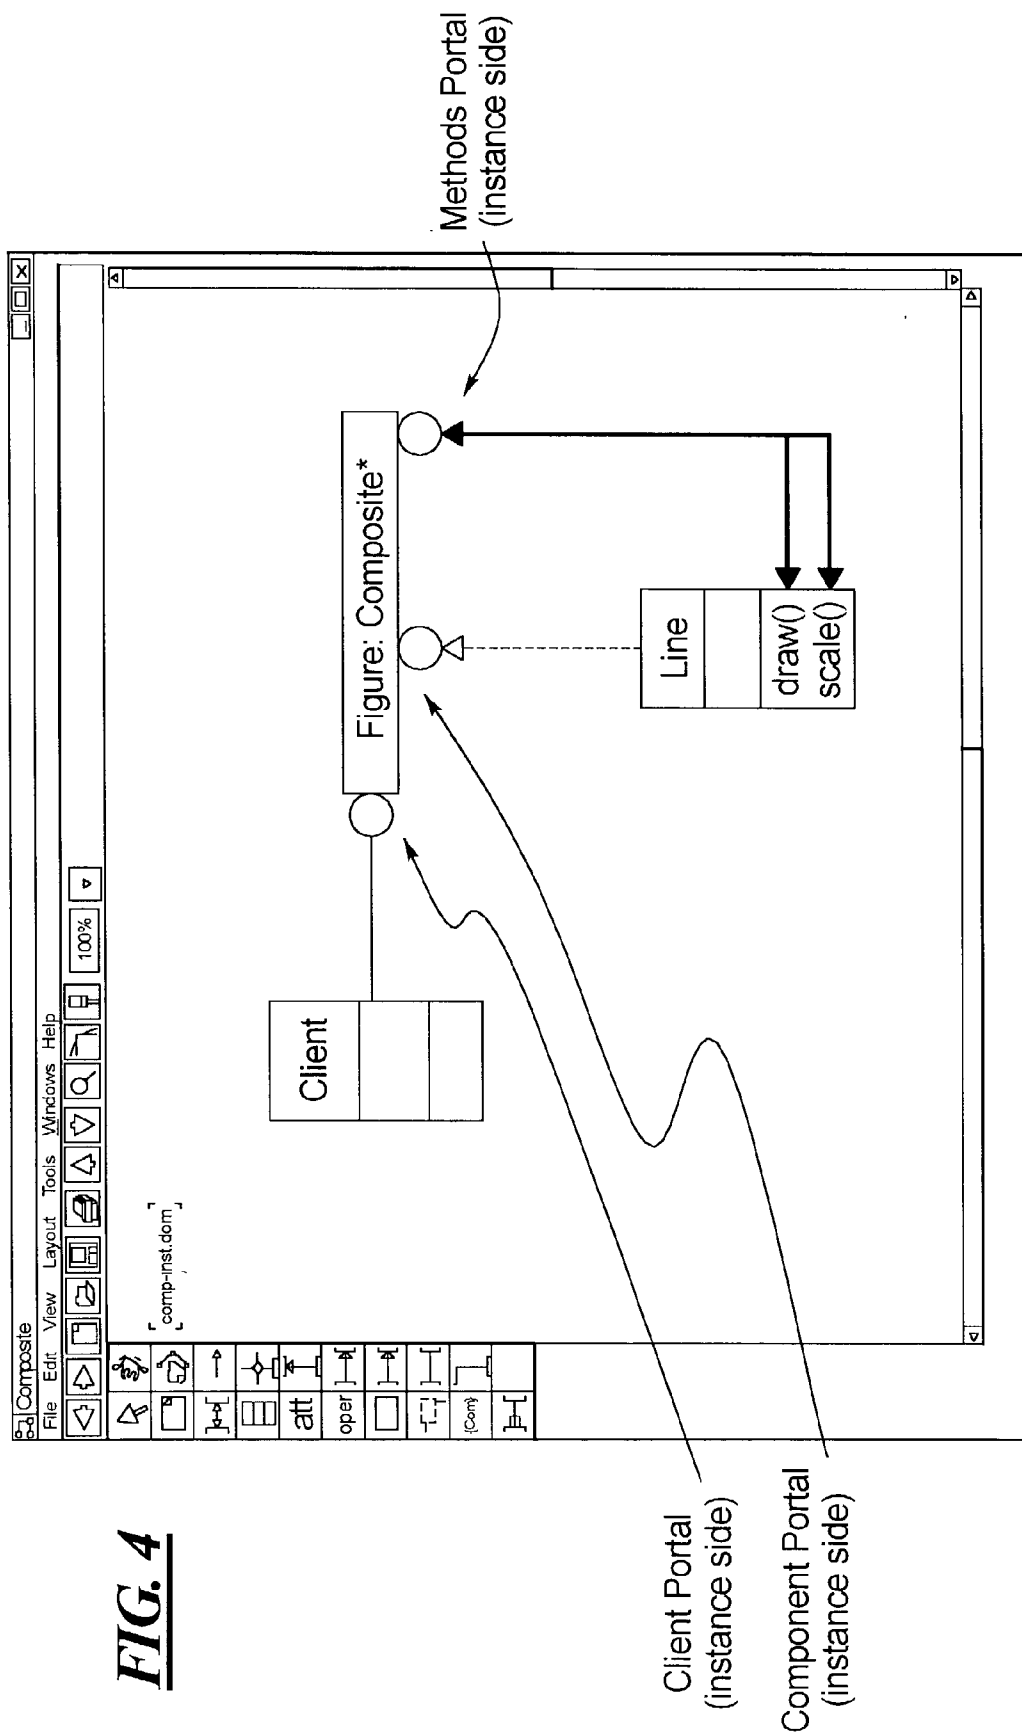 FIG. 4
Composite
File Edit View Layout Tools Windows Help
100%
att
oper
{Com}
comp-inst.dom
Client
Figure: Composite*
Line
draw()
scale()
Methods Portal
(instance side)
Client Portal
(instance side)
Component Portal
(instance side)